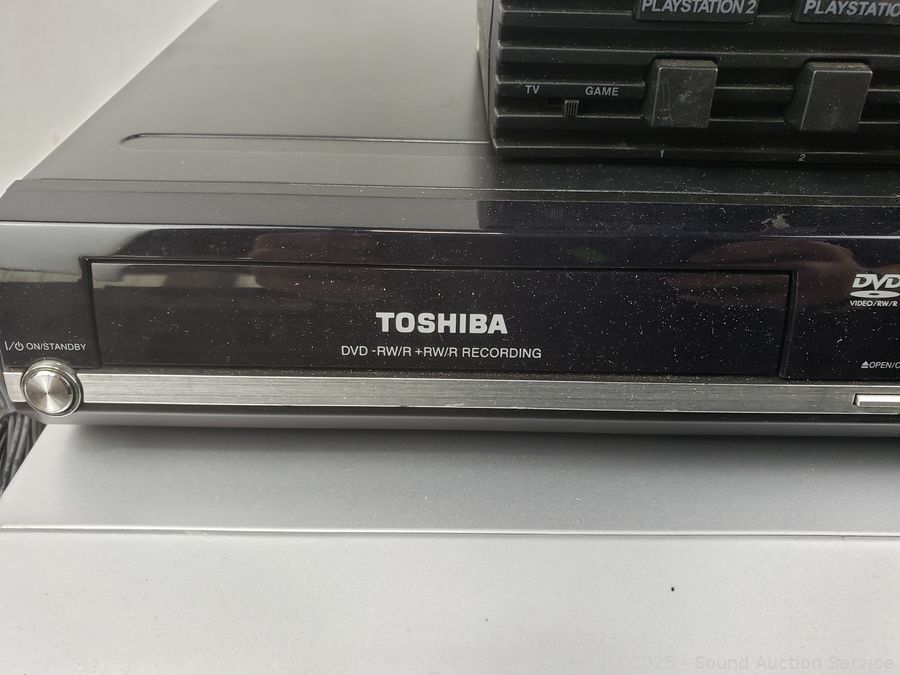 PLAYSTATION 2
PLAYSTATIO
TV
GAME
1
2
DVD
VIDEO/RW/R
TOSHIBA
DVD -RW/R +RW/R RECORDING
I/⏻ ON/STANDBY
⏏OPEN/C
2025 - Sound Auction Service